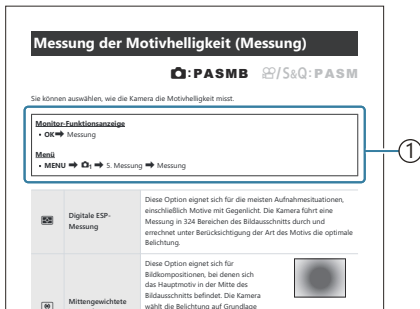 Messung der Motivhelligkeit (Messung)
:PASMB /S&Q:PASM
Sie können auswählen, wie die Kamera die Motivhelligkeit misst.
Monitor-Funktionsanzeige
• OK➡ Messung
Menü
• MENU ➡ 1 ➡ 5. Messung ➡ Messung
1
Digitale ESP-
Messung
Diese Option eignet sich für die meisten Aufnahmesituationen,
einschließlich Motive mit Gegenlicht. Die Kamera führt eine
Messung in 324 Bereichen des Bildausschnitts durch und
errechnet unter Berücksichtigung der Art des Motivs die optimale
Belichtung.
Mittengewichtete
Diese Option eignet sich für
Bildkompositionen, bei denen sich
das Hauptmotiv in der Mitte des
Bildausschnitts befindet. Die Kamera
wählt die Belichtung auf Grundlage